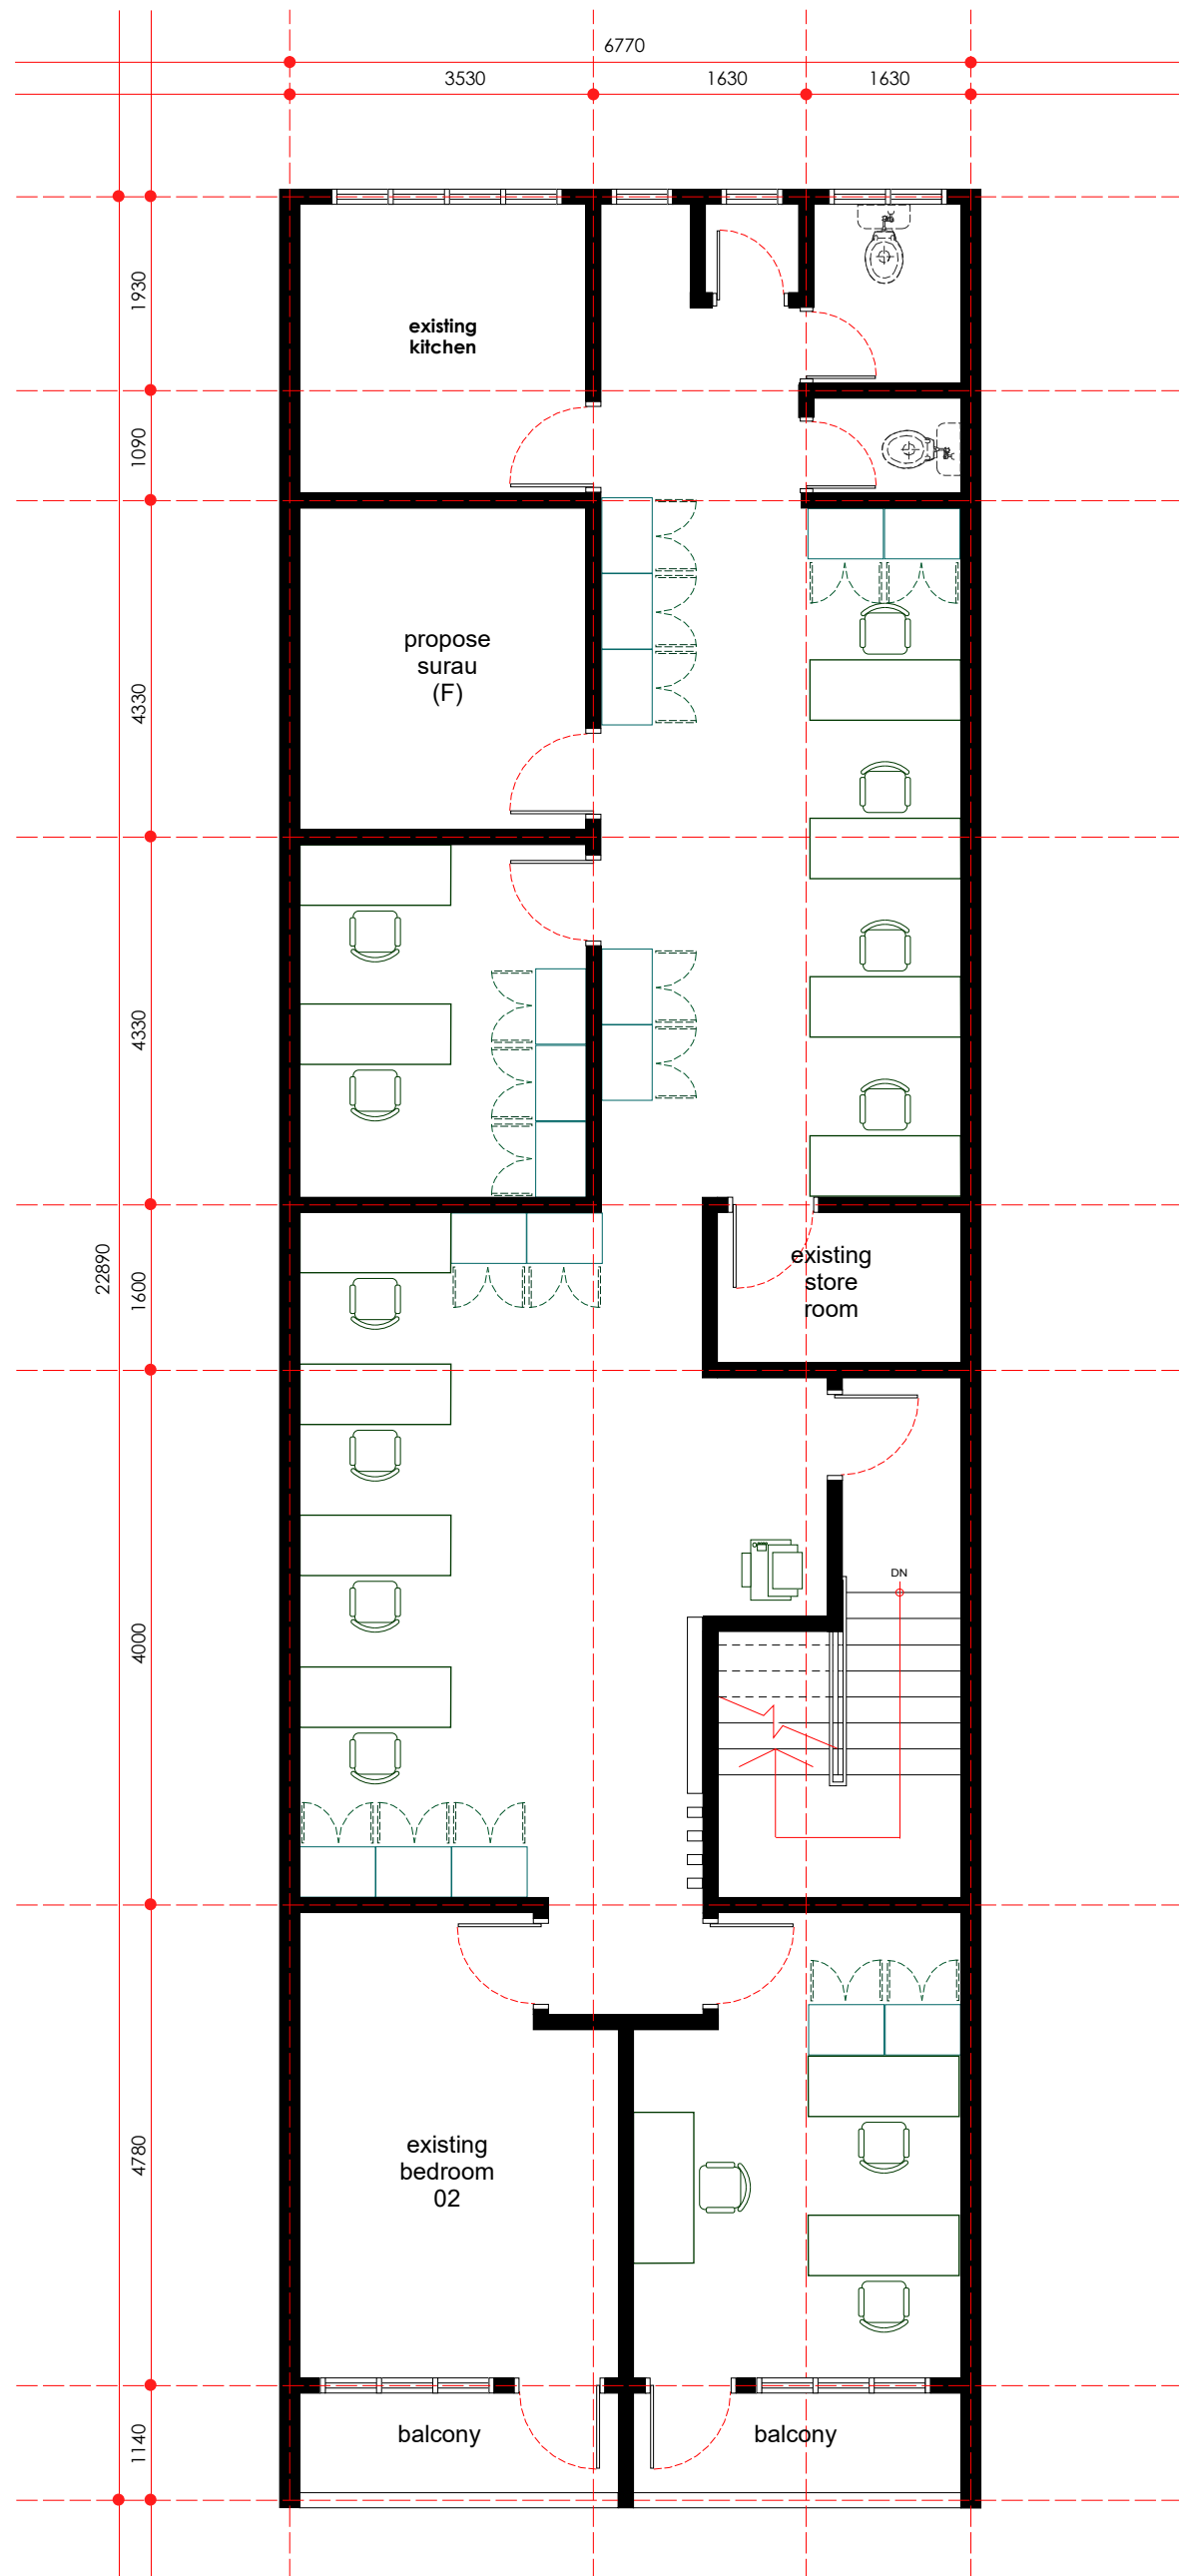 6770
3530
1630
1630
1930
1090
4330
4330
22890
1600
4000
4780
1140
existing
kitchen
propose
surau
(F)
existing
store
room
DN
existing
bedroom
02
balcony
balcony